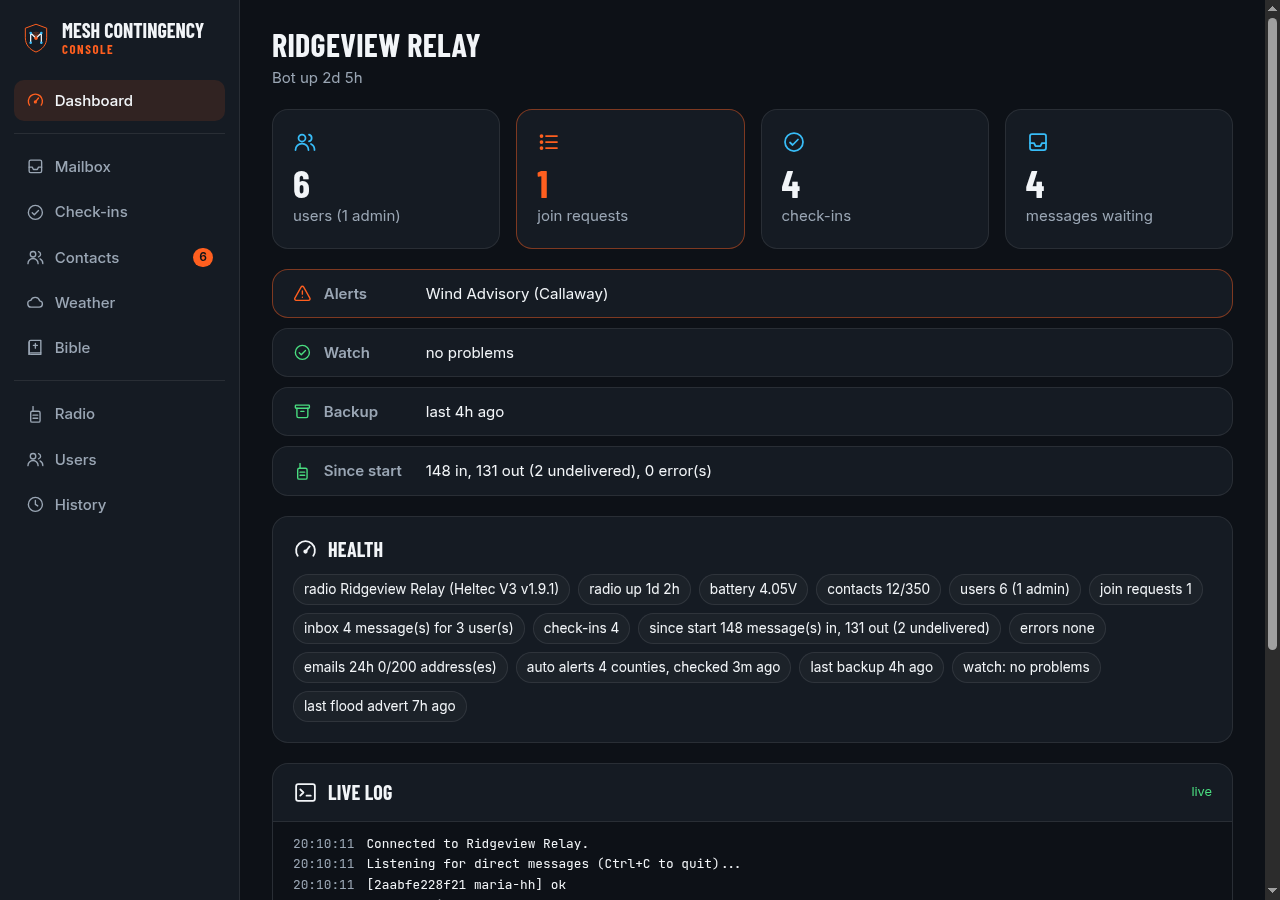 MESH CONTINGENCY
CONSOLE
Dashboard
Mailbox
Check-ins
Contacts 6
Weather
Bible
Radio
Users
History
RIDGEVIEW RELAY
Bot up 2d 5h
6
users (1 admin)
1
join requests
4
check-ins
4
messages waiting
Alerts Wind Advisory (Callaway)
Watch no problems
Backup last 4h ago
Since start 148 in, 131 out (2 undelivered), 0 error(s)
HEALTH
radio Ridgeview Relay (Heltec V3 v1.9.1) radio up 1d 2h battery 4.05V contacts 12/350 users 6 (1 admin) join requests 1
inbox 4 message(s) for 3 user(s) check-ins 4 since start 148 message(s) in, 131 out (2 undelivered) errors none
emails 24h 0/200 address(es) auto alerts 4 counties, checked 3m ago last backup 4h ago watch: no problems
last flood advert 7h ago
LIVE LOG live
20:10:11 Connected to Ridgeview Relay.
20:10:11 Listening for direct messages (Ctrl+C to quit)...
20:10:11 [2aabfe228f21 maria-hh] ok